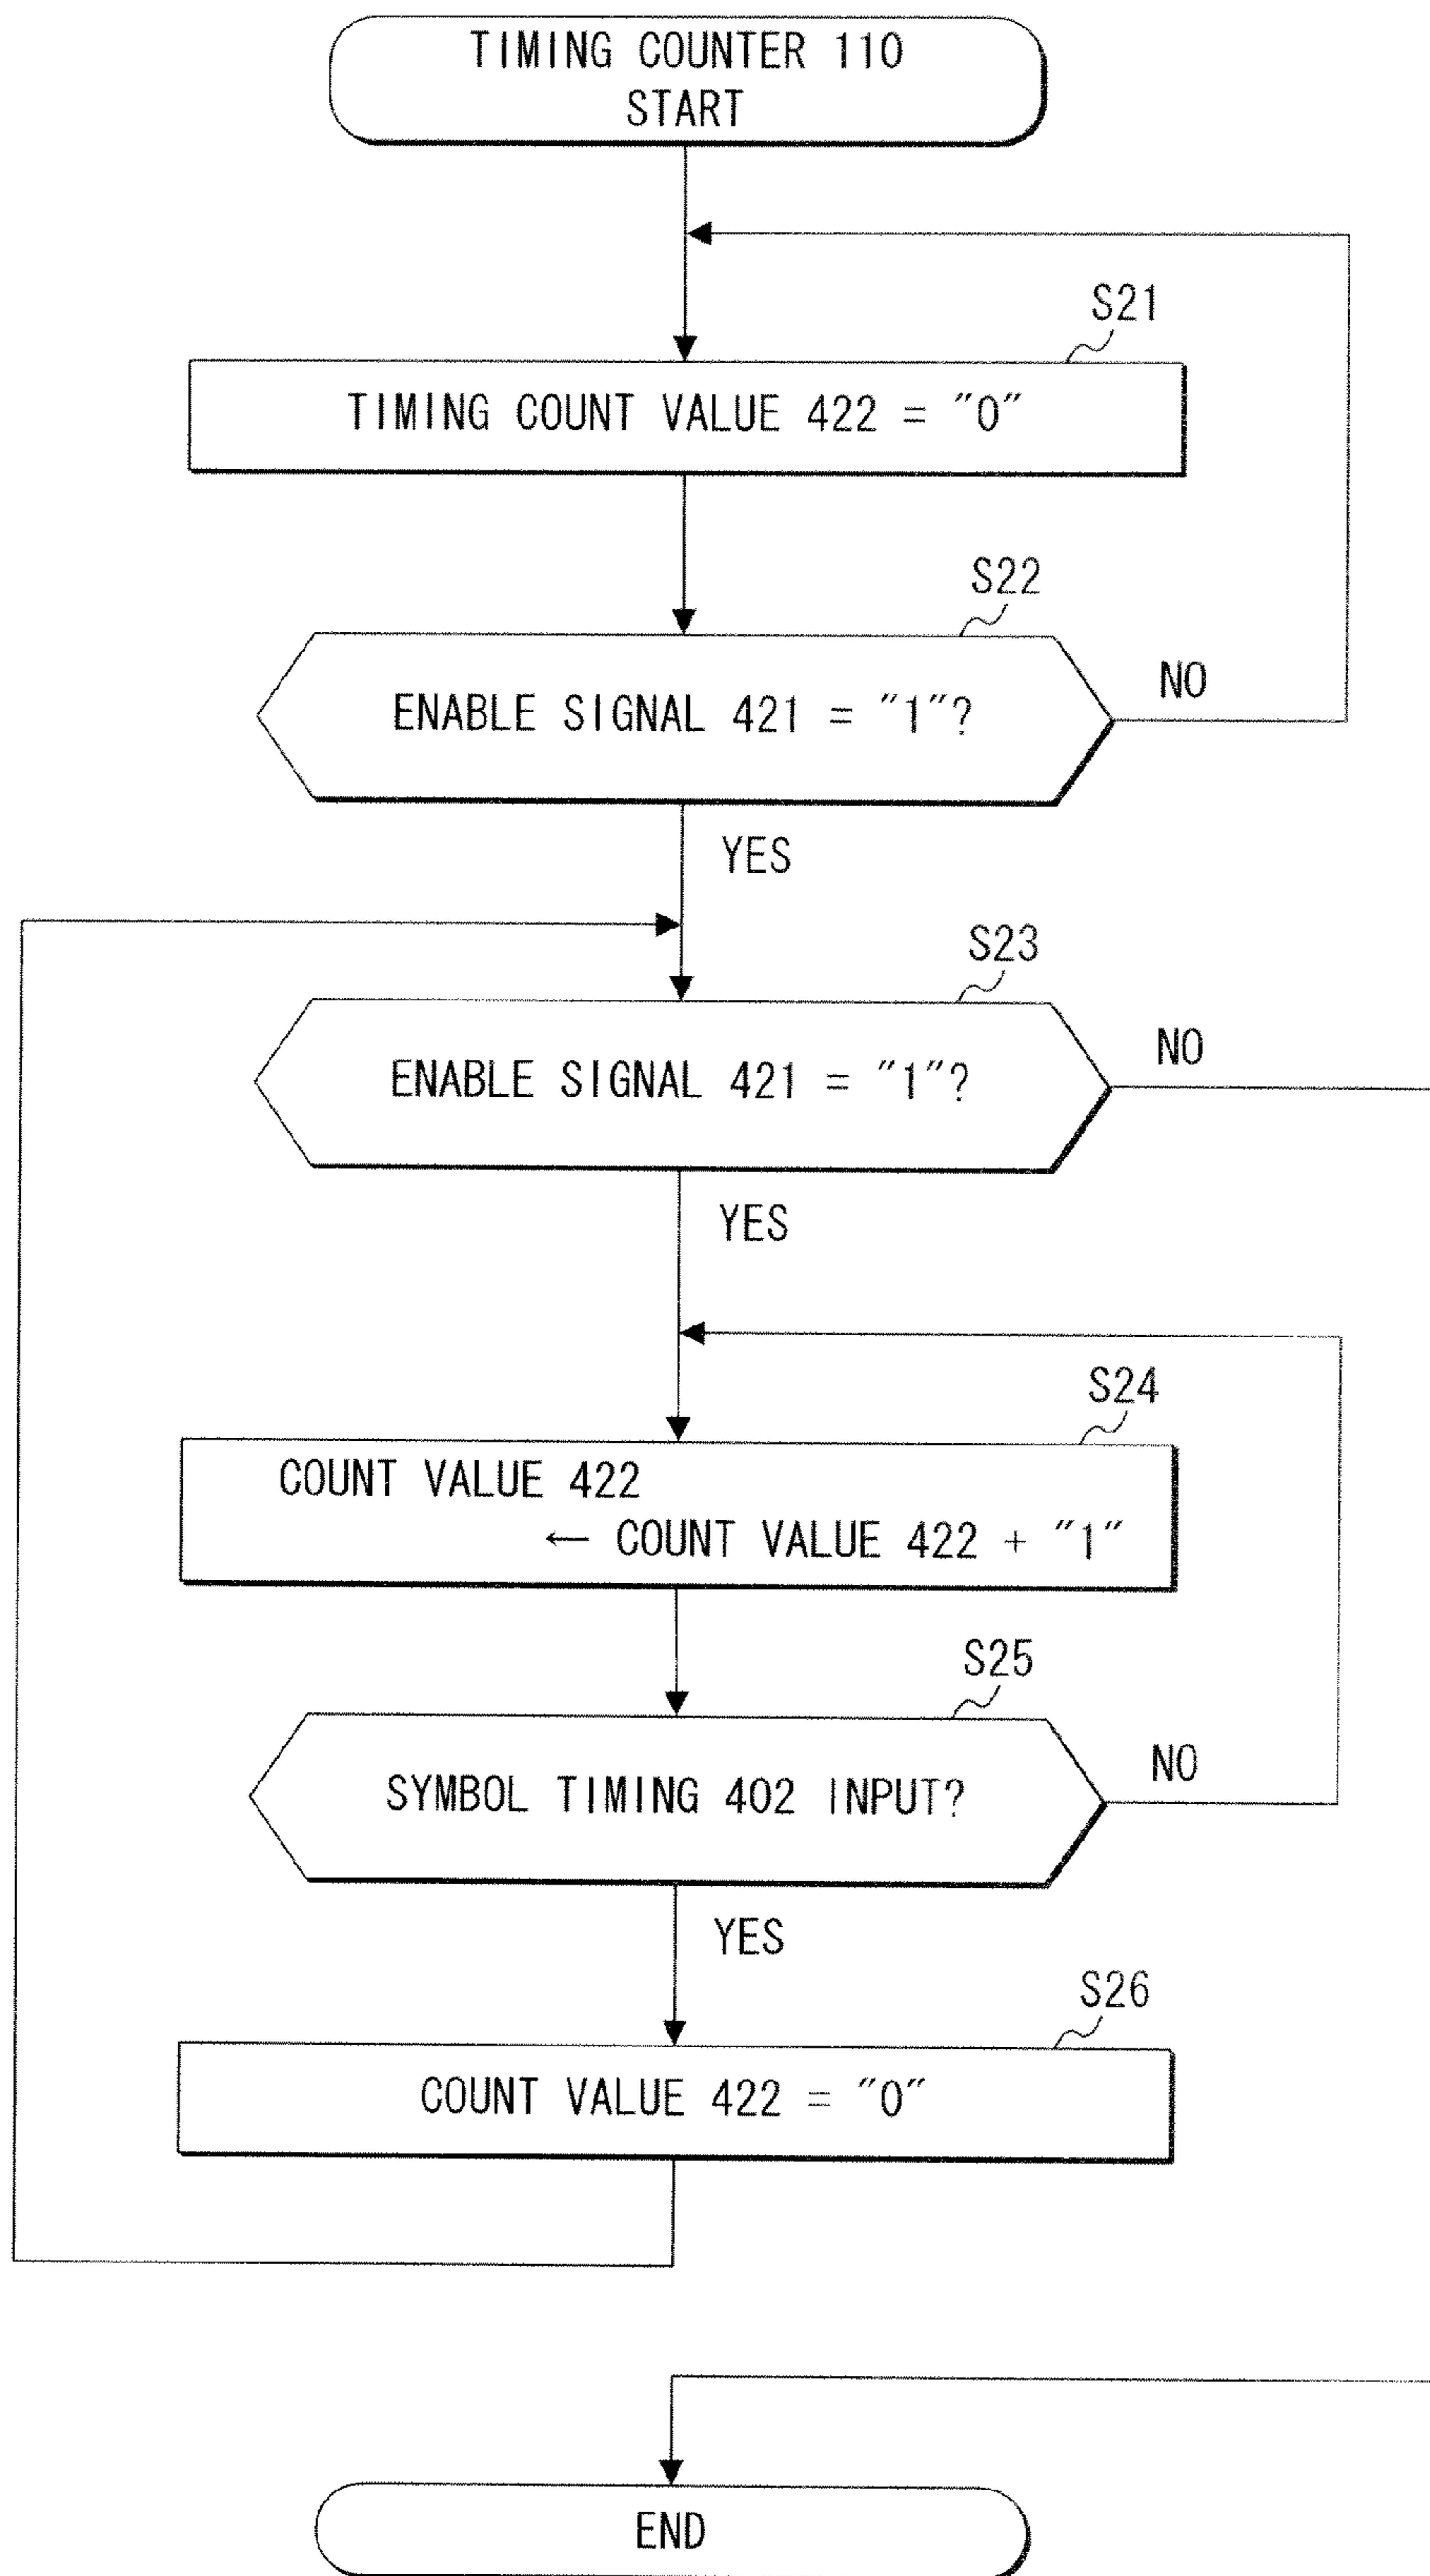 TIMING COUNTER 110
START
S21
TIMING COUNT VALUE 422 = "0"
S22
ENABLE SIGNAL 421 = "1"?
NO
YES
S23
ENABLE SIGNAL 421 = "1"?
NO
YES
S24
COUNT VALUE 422
← COUNT VALUE 422 + "1"
S25
SYMBOL TIMING 402 INPUT?
NO
YES
S26
COUNT VALUE 422 = "0"
END